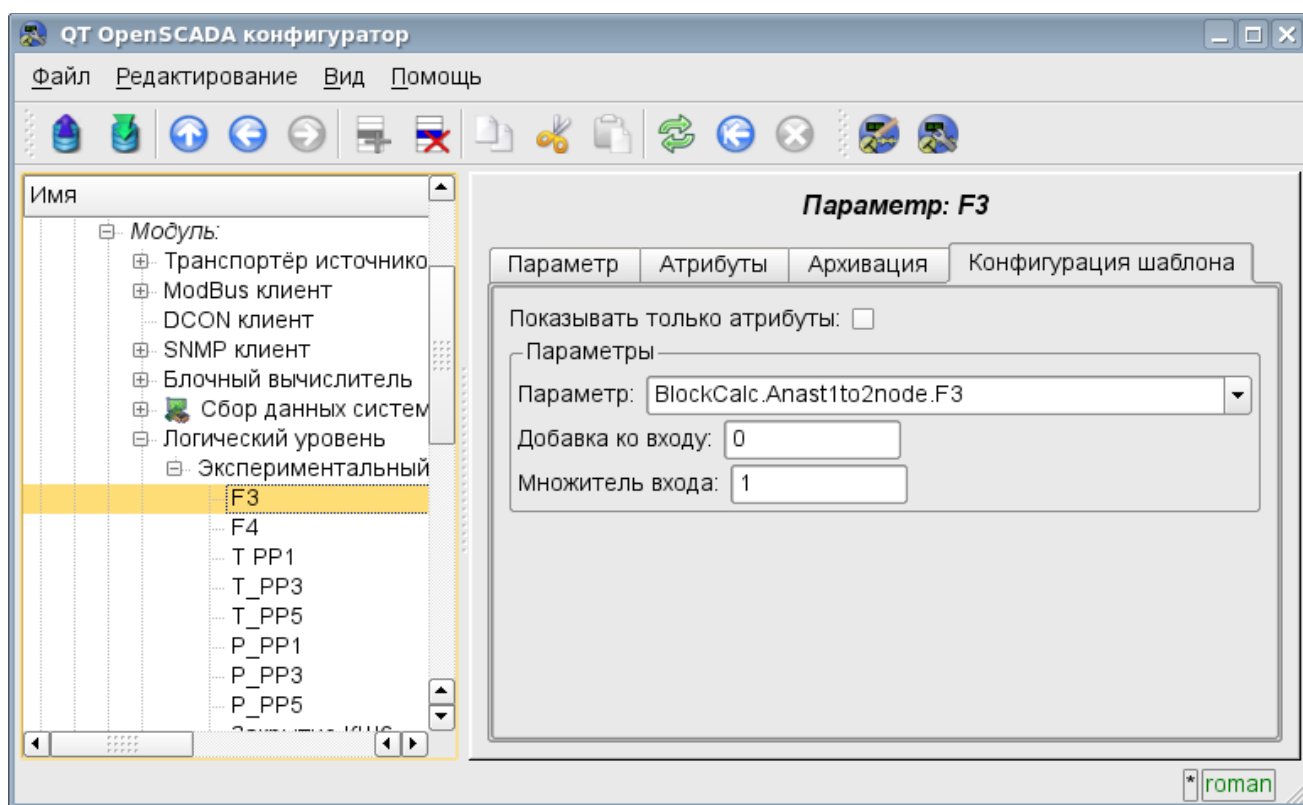 QT OpenSCADA конфигуратор
Файл Редактирование Вид Помощь
Имя
Модуль:
Транспортёр источнико
ModBus клиент
DCON клиент
SNMP клиент
Блочный вычислитель
Сбор данных систем
Логический уровень
Экспериментальный
F3
F4
T PP1
T_PP3
T_PP5
P_PP1
P_PP3
P_PP5
Параметр: F3
Параметр Атрибуты Архивация Конфигурация шаблона
Показывать только атрибуты:
Параметры
Параметр: BlockCalc.Anast1to2node.F3
Добавка ко входу: 0
Множитель входа: 1
* roman